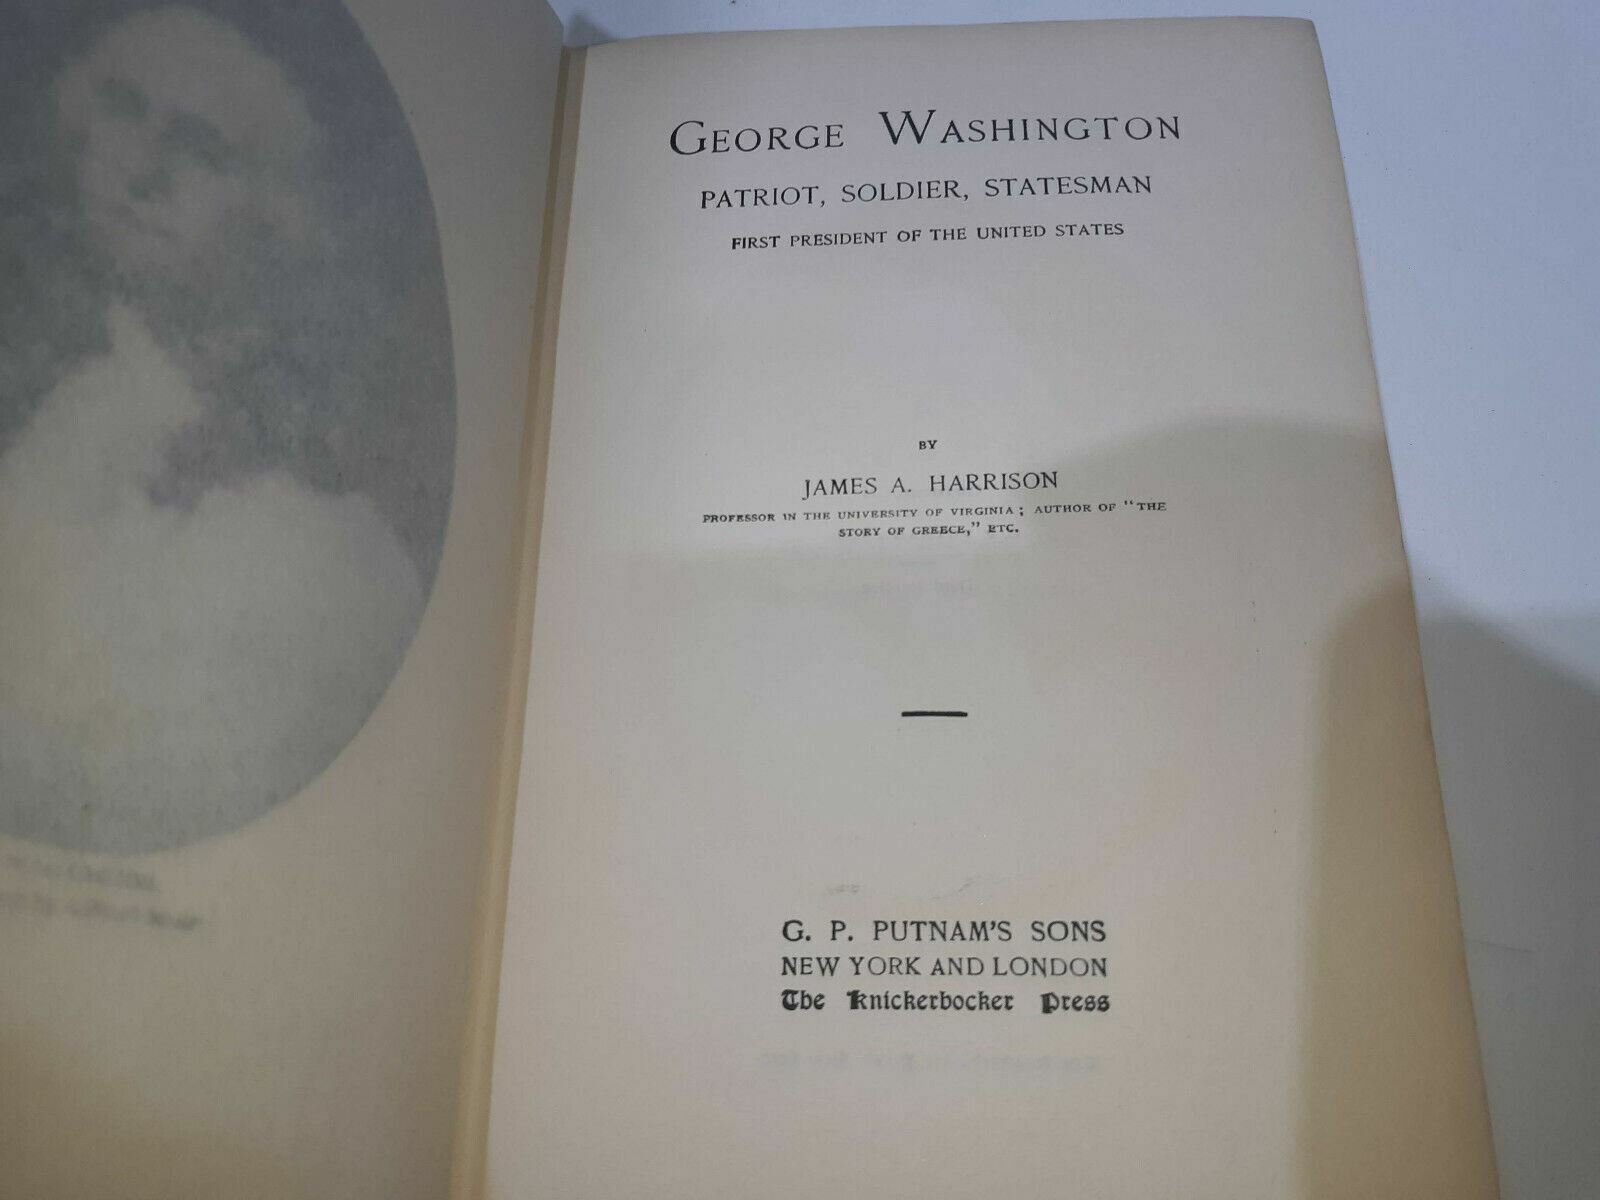 GEORGE WASHINGTON
PATRIOT, SOLDIER, STATESMAN
FIRST PRESIDENT OF THE UNITED STATES
BY
JAMES A. HARRISON
PROFESSOR IN THE UNIVERSITY OF VIRGINIA; AUTHOR OF "THE
STORY OF GREECE," ETC.
G. P. PUTNAM'S SONS
NEW YORK AND LONDON
The Knickerbocker Press